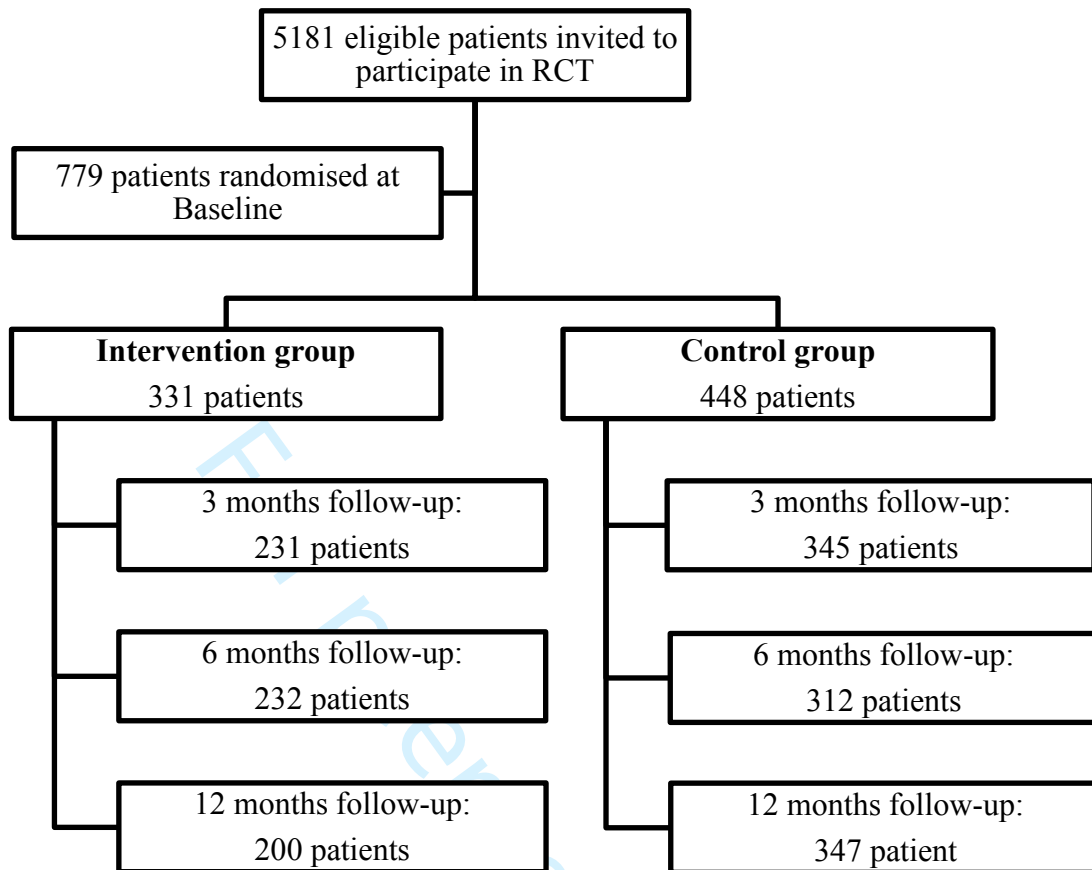 5181 eligible patients invited to
participate in RCT
779 patients randomised at
Baseline
Intervention group
331 patients
Control group
448 patients
3 months follow-up:
231 patients
3 months follow-up:
345 patients
6 months follow-up:
232 patients
6 months follow-up:
312 patients
12 months follow-up:
200 patients
12 months follow-up:
347 patient